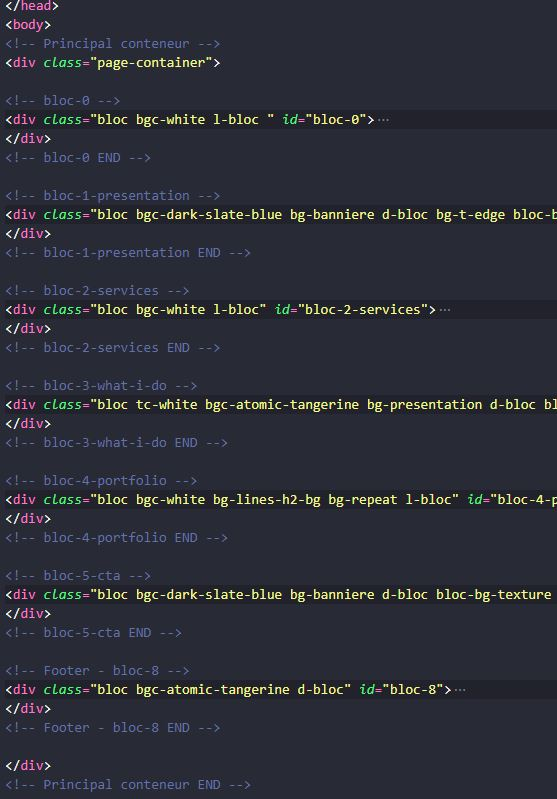 </head>
<body>
<!-- Principal conteneur -->
<div class="page-container">
<!-- bloc-0 -->
<div class="bloc bgc-white l-bloc " id="bloc-0">···
</div>
<!-- bloc-0 END -->
<!-- bloc-1-presentation -->
<div class="bloc bgc-dark-slate-blue bg-banniere d-bloc bg-t-edge bloc-b
</div>
<!-- bloc-1-presentation END -->
<!-- bloc-2-services -->
<div class="bloc bgc-white l-bloc" id="bloc-2-services">···
</div>
<!-- bloc-2-services END -->
<!-- bloc-3-what-i-do -->
<div class="bloc tc-white bgc-atomic-tangerine bg-presentation d-bloc bl
</div>
<!-- bloc-3-what-i-do END -->
<!-- bloc-4-portfolio -->
<div class="bloc bgc-white bg-lines-h2-bg bg-repeat l-bloc" id="bloc-4-p
</div>
<!-- bloc-4-portfolio END -->
<!-- bloc-5-cta -->
<div class="bloc bgc-dark-slate-blue bg-banniere d-bloc bloc-bg-texture
</div>
<!-- bloc-5-cta END -->
<!-- Footer - bloc-8 -->
<div class="bloc bgc-atomic-tangerine d-bloc" id="bloc-8">···
</div>
<!-- Footer - bloc-8 END -->
</div>
<!-- Principal conteneur END -->